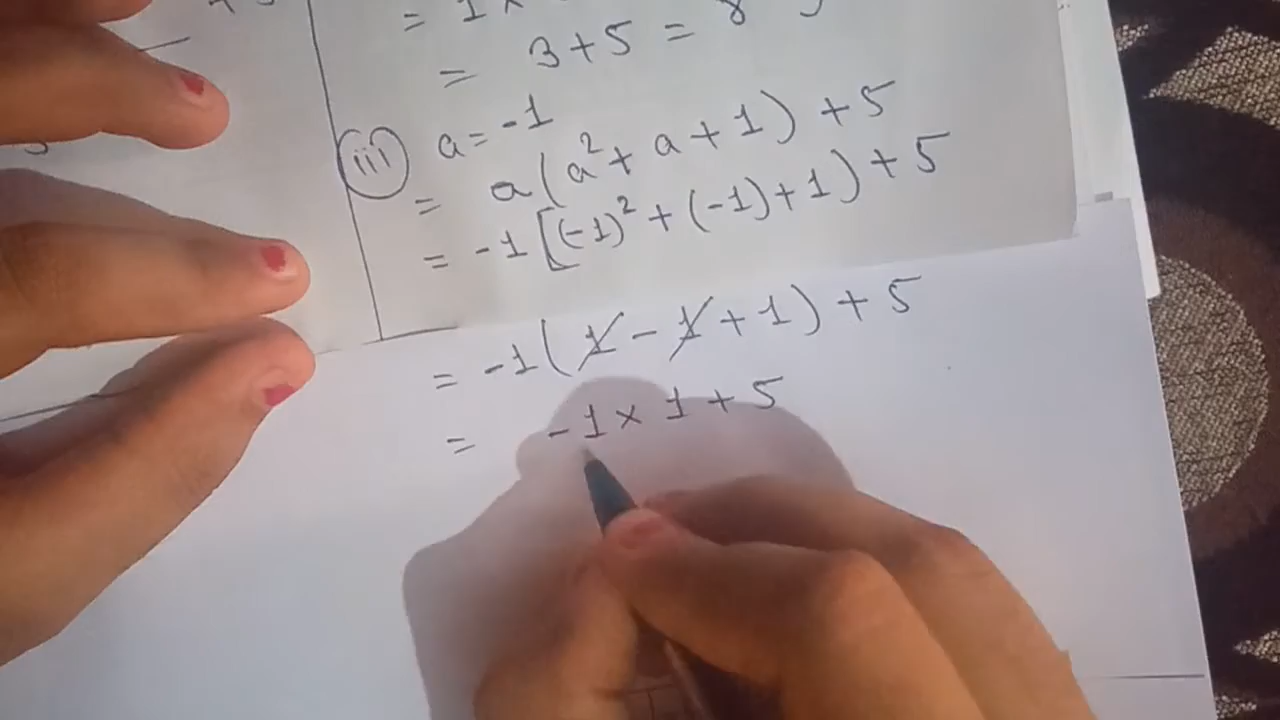 = 1×
= 3+5 = 8
(iii) a=-1
= a(a²+a+1)+5
= -1[(-1)²+(-1)+1)+5
= -1(1-1+1)+5
= -1×1+5